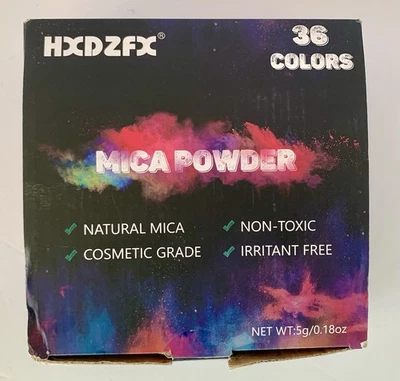 HXDZFX®
36
COLORS
MICA POWDER
NATURAL MICA
NON-TOXIC
COSMETIC GRADE
IRRITANT FREE
NET WT:5g/0.18oz